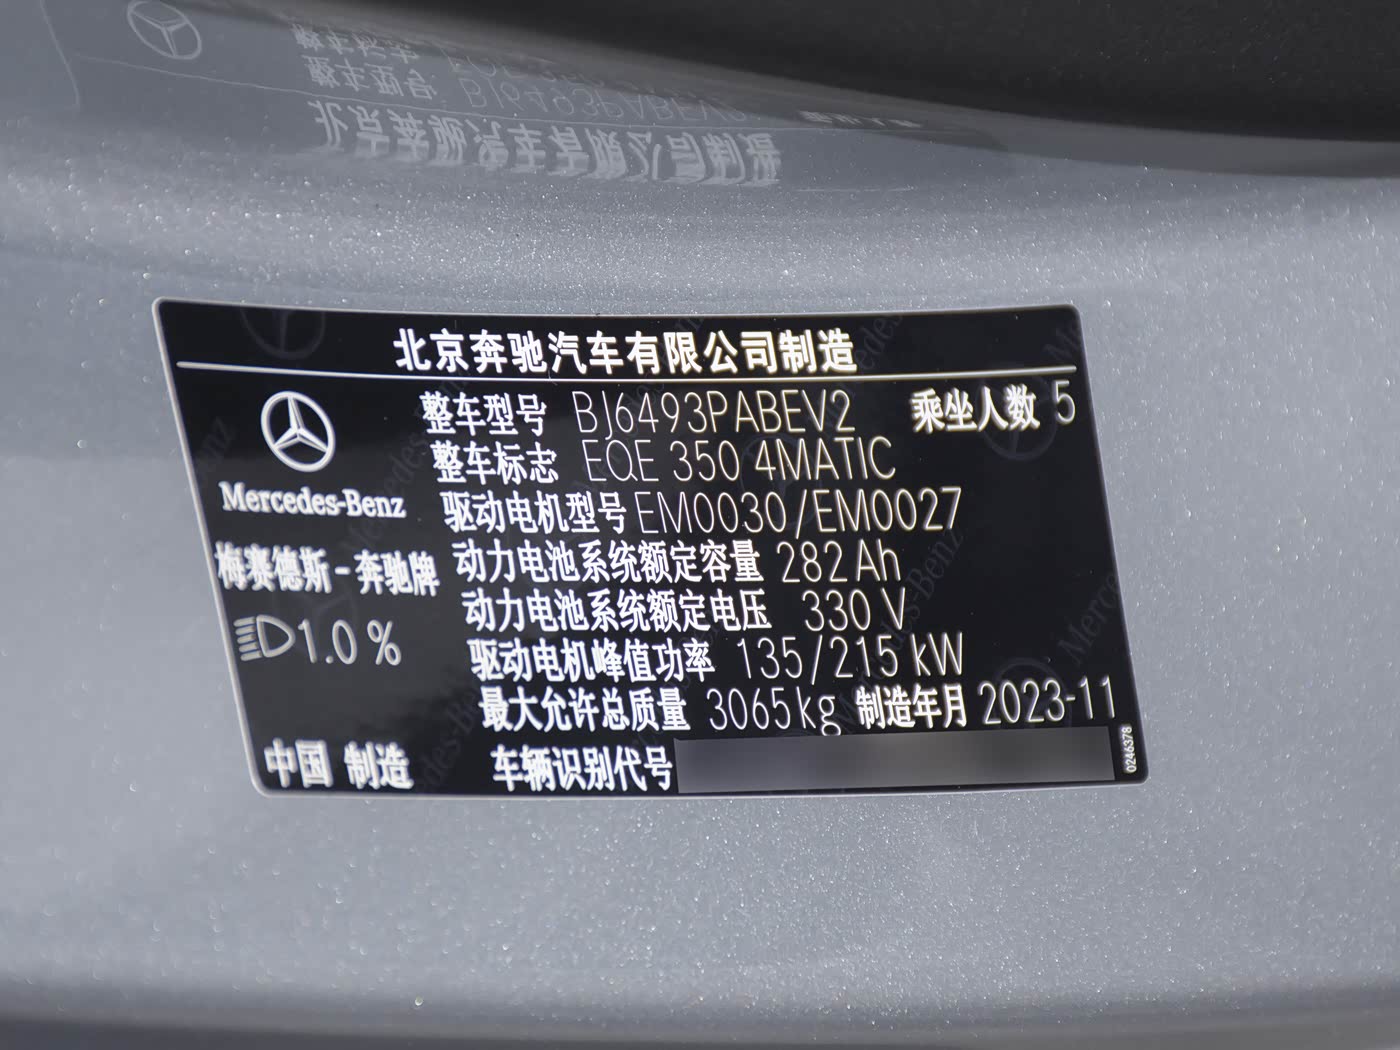 北京奔驰汽车有限公司制造
整车型号 BJ6493PABEV2 乘坐人数 5
整车标志 EQE 350 4MATIC
Mercedes-Benz
驱动电机型号 EM0030/EM0027
梅赛德斯-奔驰牌
动力电池系统额定容量 282Ah
动力电池系统额定电压 330 V
1.0 %
驱动电机峰值功率 135/215 kW
最大允许总质量 3065kg 制造年月 2023-11
中国 制造
车辆识别代号
0246378